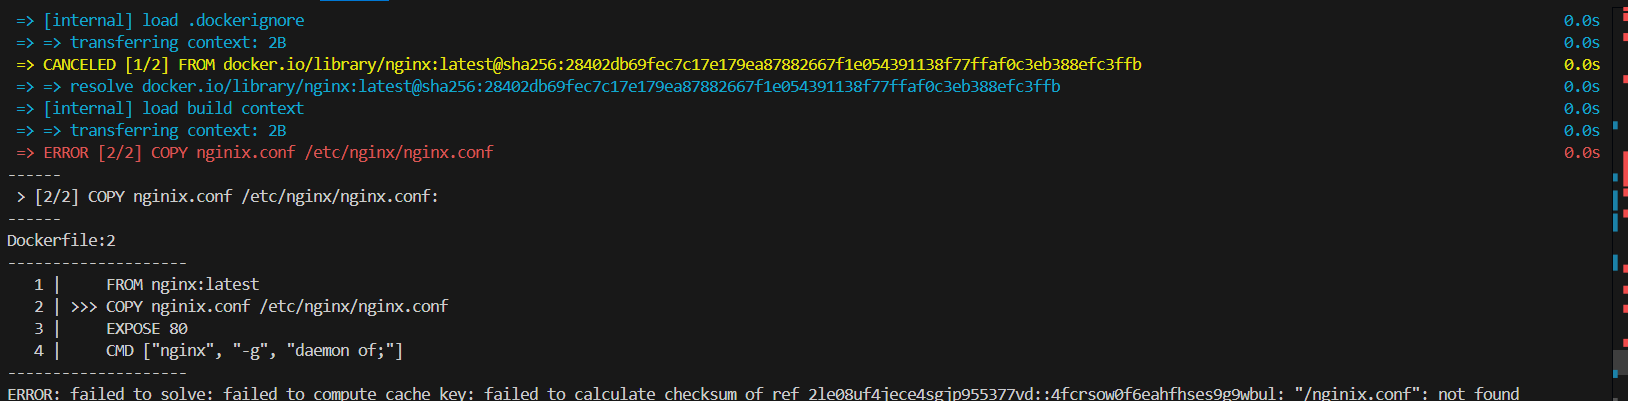 => [internal] load .dockerignore 0.0s
=> => transferring context: 2B 0.0s
=> CANCELED [1/2] FROM docker.io/library/nginx:latest@sha256:28402db69fec7c17e179ea87882667f1e054391138f77ffaf0c3eb388efc3ffb 0.0s
=> => resolve docker.io/library/nginx:latest@sha256:28402db69fec7c17e179ea87882667f1e054391138f77ffaf0c3eb388efc3ffb 0.0s
=> [internal] load build context 0.0s
=> => transferring context: 2B 0.0s
=> ERROR [2/2] COPY nginix.conf /etc/nginx/nginx.conf 0.0s
------
> [2/2] COPY nginix.conf /etc/nginx/nginx.conf:
------
Dockerfile:2
--------------------
1 | FROM nginx:latest
2 | >>> COPY nginix.conf /etc/nginx/nginx.conf
3 | EXPOSE 80
4 | CMD ["nginx", "-g", "daemon of;"]
--------------------
ERROR: failed to solve: failed to compute cache key: failed to calculate checksum of ref 2le08uf4jece4sgjp955377vd::4fcrsow0f6eahfhses9g9wbul: "/nginix.conf": not found